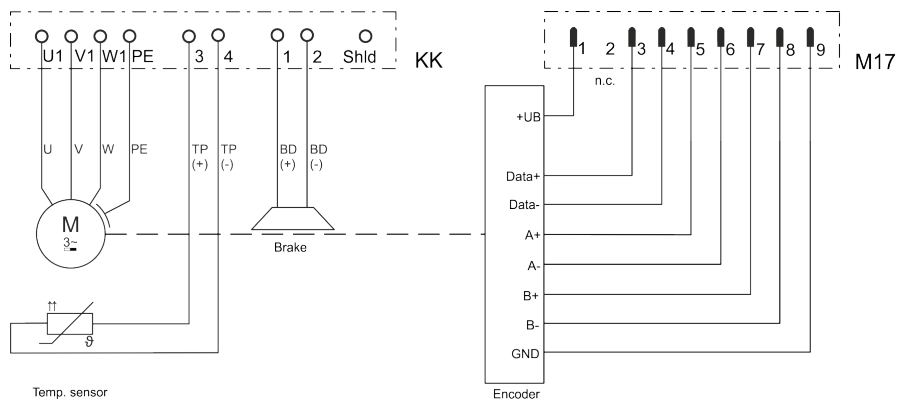 U1 V1 W1 PE 3 4 1 2 Shld
KK
U V W PE TP (+) TP (-) BD (+) BD (-)
M
3~
Brake
↑↑
ϑ
Temp. sensor
1 2 3 4 5 6 7 8 9
M17
n.c.
+UB
Data+
Data-
A+
A-
B+
B-
GND
Encoder